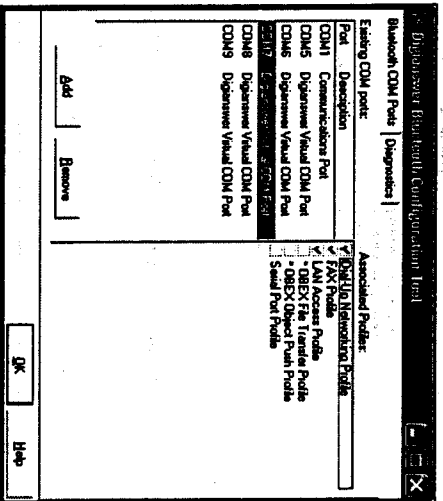 Digianswer Bluetooth Configuration Tool
Bluetooth COM Ports
Diagnostics
Existing COM ports:
Port Description
COM1 Communications Port
COM5 Digianswer Virtual COM Port
COM6 Digianswer Virtual COM Port
COM7 Digianswer Virtual COM Port
COM8 Digianswer Virtual COM Port
COM9 Digianswer Virtual COM Port
Add
Remove
Associated Profiles:
Dial-Up Networking Profile
FAX Profile
LAN Access Profile
* OBEX File Transfer Profile
* OBEX Object Push Profile
Serial Port Profile
OK
Help